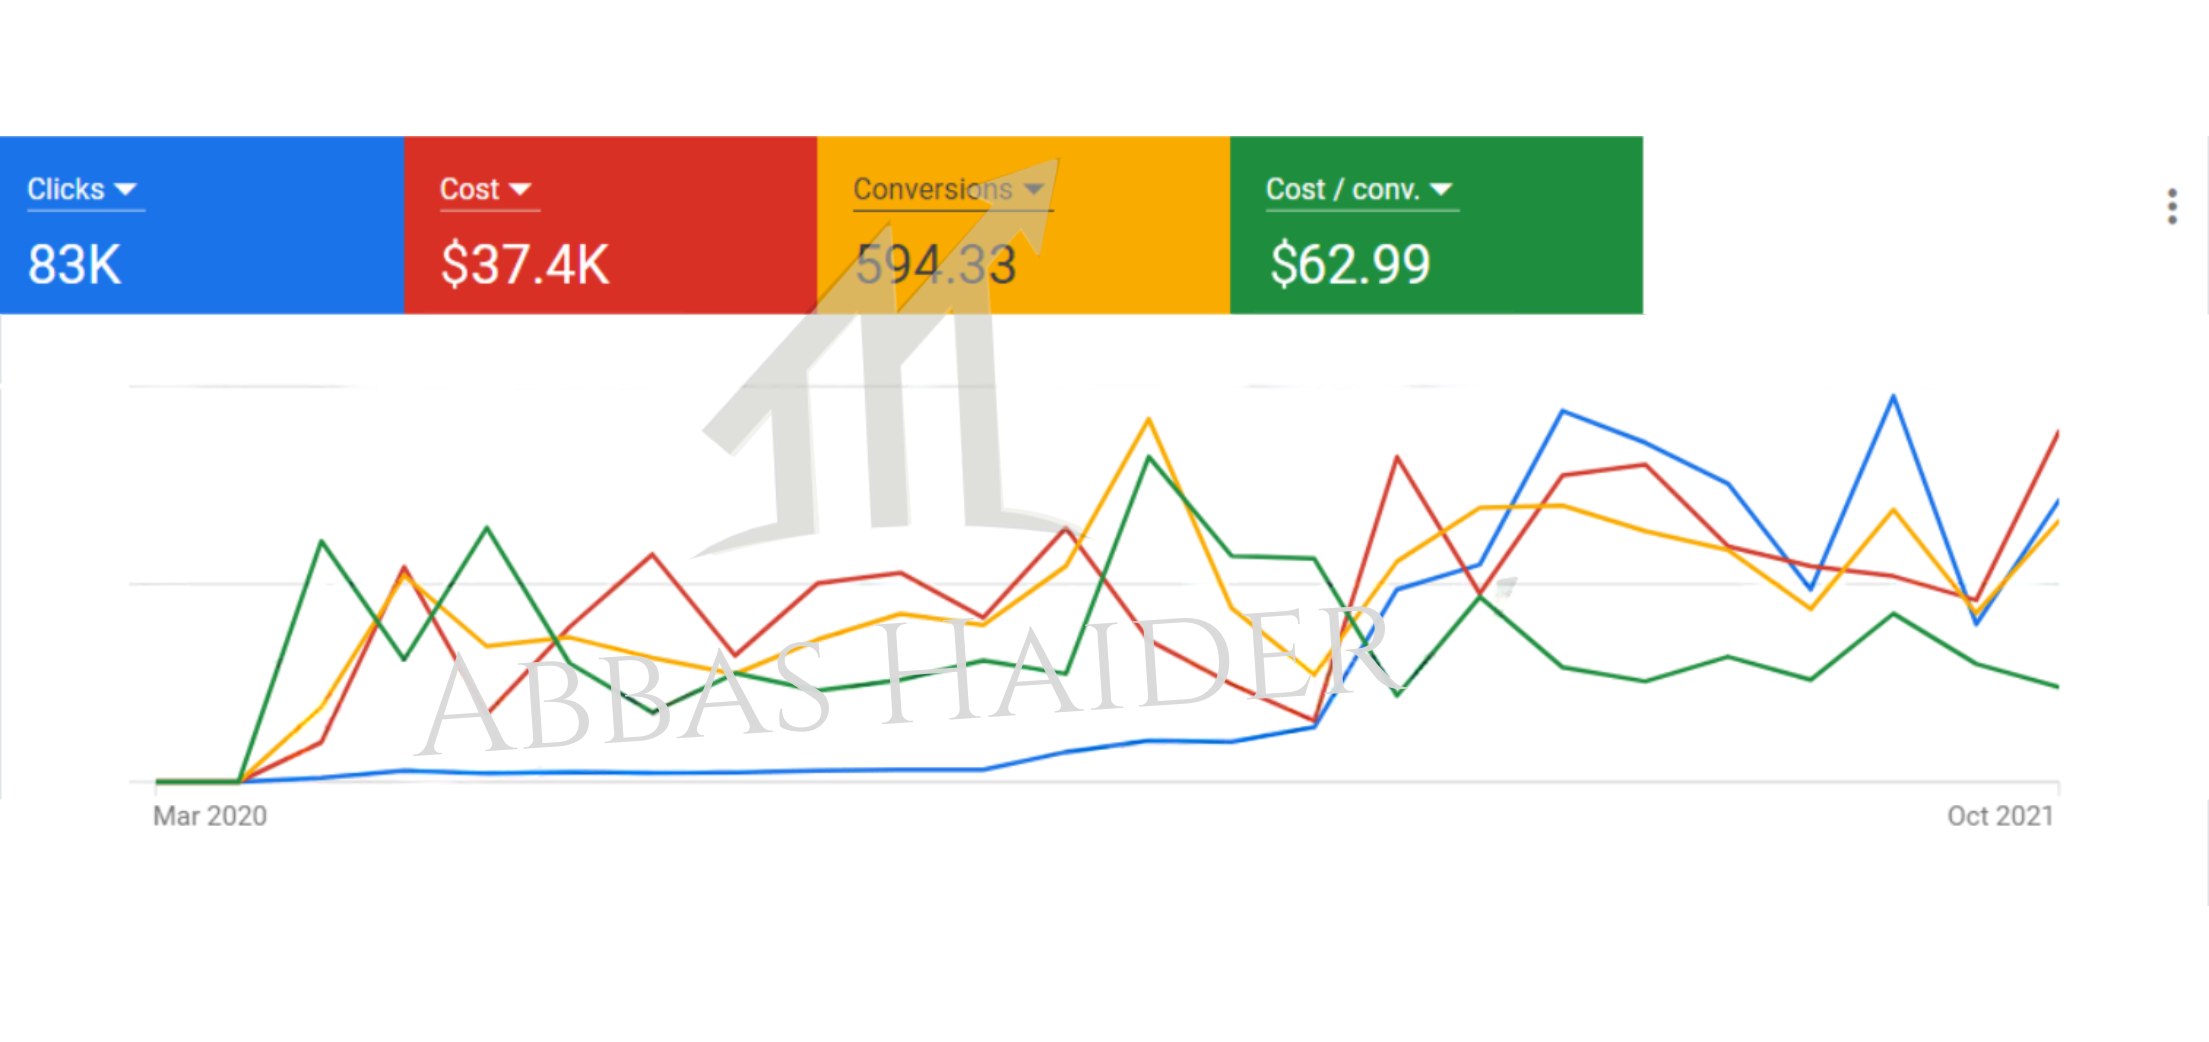 Clicks
Cost
Conversions
Cost / conv.
83K
$37.4K
594.33
$62.99
ABBAS HAIDER
Mar 2020
Oct 2021